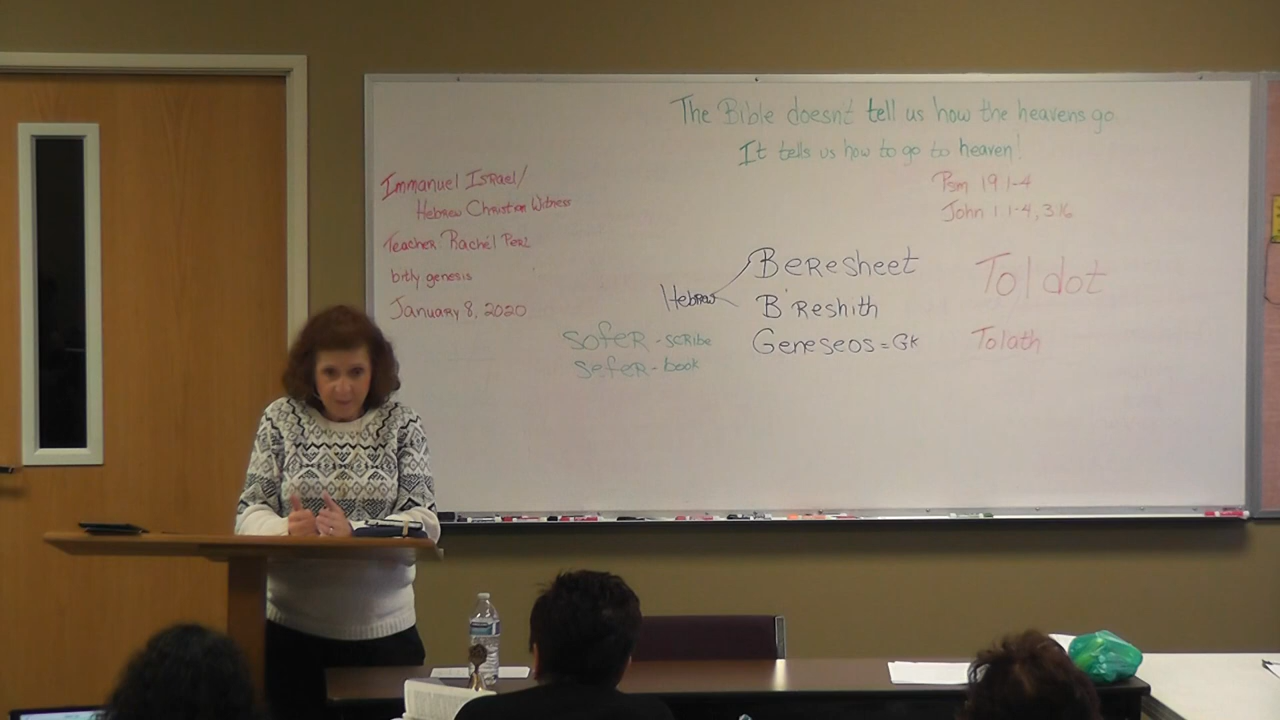 The Bible doesn't tell us how the heavens go
It tells us how to go to heaven!
Psm 19 1-4
John 1 1-4, 3:16
Immanuel Israel/
Hebrew Christian Witness
Teacher: Rachel Perl
bitly genesis
January 8, 2020
Hebrew
Beresheet
B'Reshith
Geneseos = GK
sofer - scribe
sefer - book
Toldot
Tolath